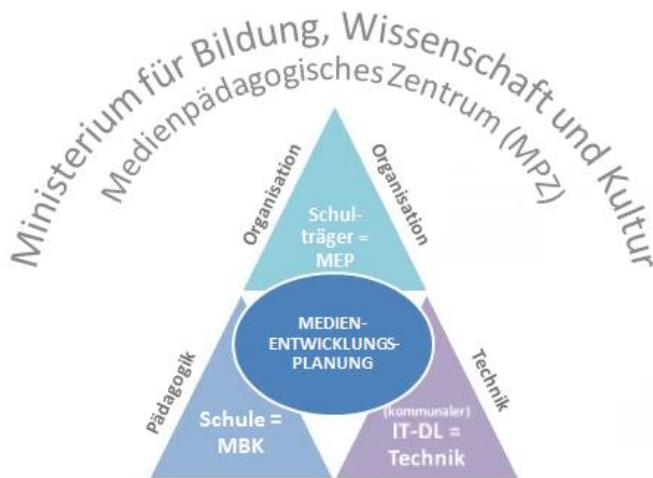 Ministerium für Bildung, Wissenschaft und Kultur
Medienpädagogisches Zentrum (MPZ)
Organisation
Organisation
Schul-
träger =
MEP
MEDIEN-
ENTWICKLUNGS-
PLANUNG
Pädagogik
Technik
Schule =
MBK
(kommunaler)
IT-DL =
Technik